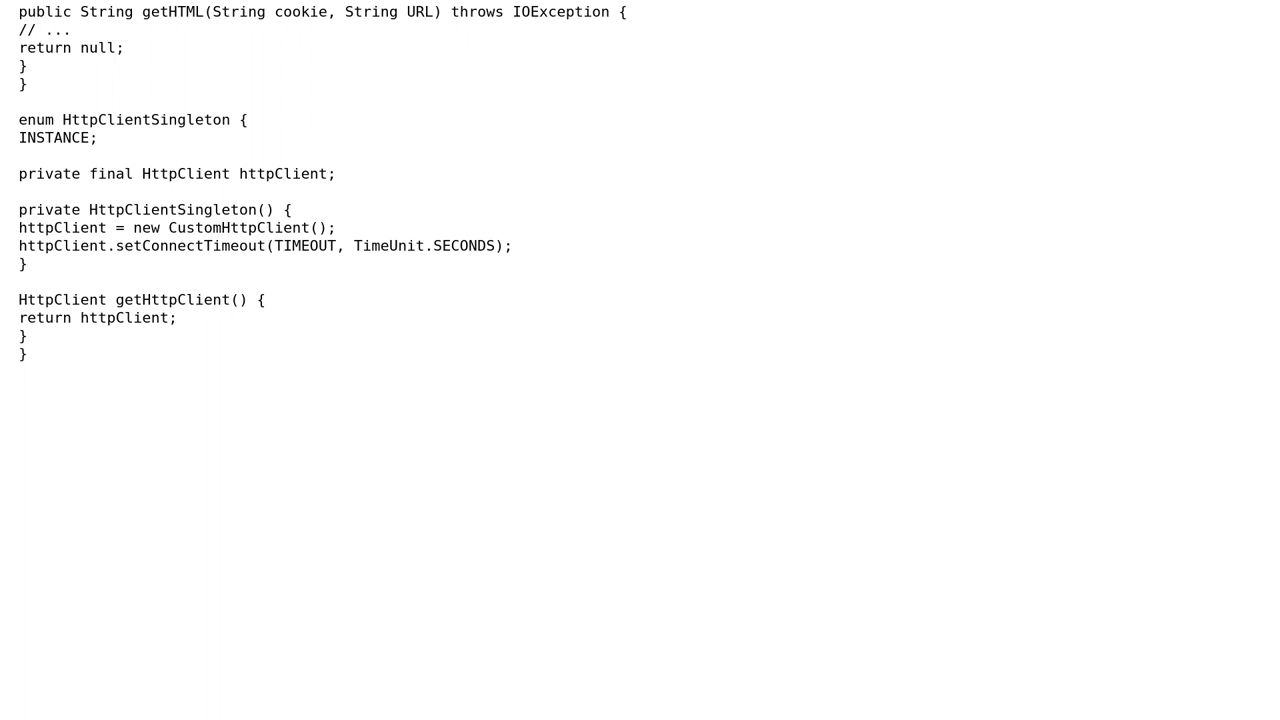 public String getHTML(String cookie, String URL) throws IOException {
// ...
return null;
}
}
enum HttpClientSingleton {
INSTANCE;
private final HttpClient httpClient;
private HttpClientSingleton() {
httpClient = new CustomHttpClient();
httpClient.setConnectTimeout(TIMEOUT, TimeUnit.SECONDS);
}
HttpClient getHttpClient() {
return httpClient;
}
}